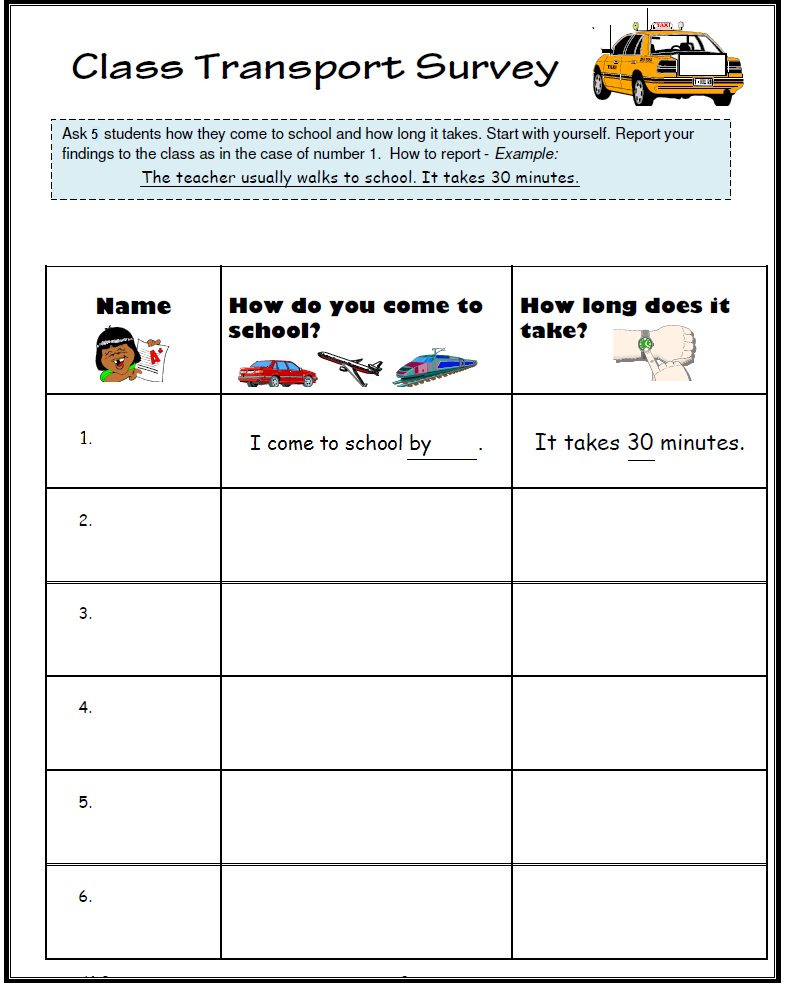 Class Transport Survey
TAXI
TAXI
Ask 5 students how they come to school and how long it takes. Start with yourself. Report your
findings to the class as in the case of number 1. How to report - Example:
The teacher usually walks to school. It takes 30 minutes.
Name
How do you come to
school?
How long does it
take?
A+
1.
I come to school by ______.
It takes 30 minutes.
2.
3.
4.
5.
6.